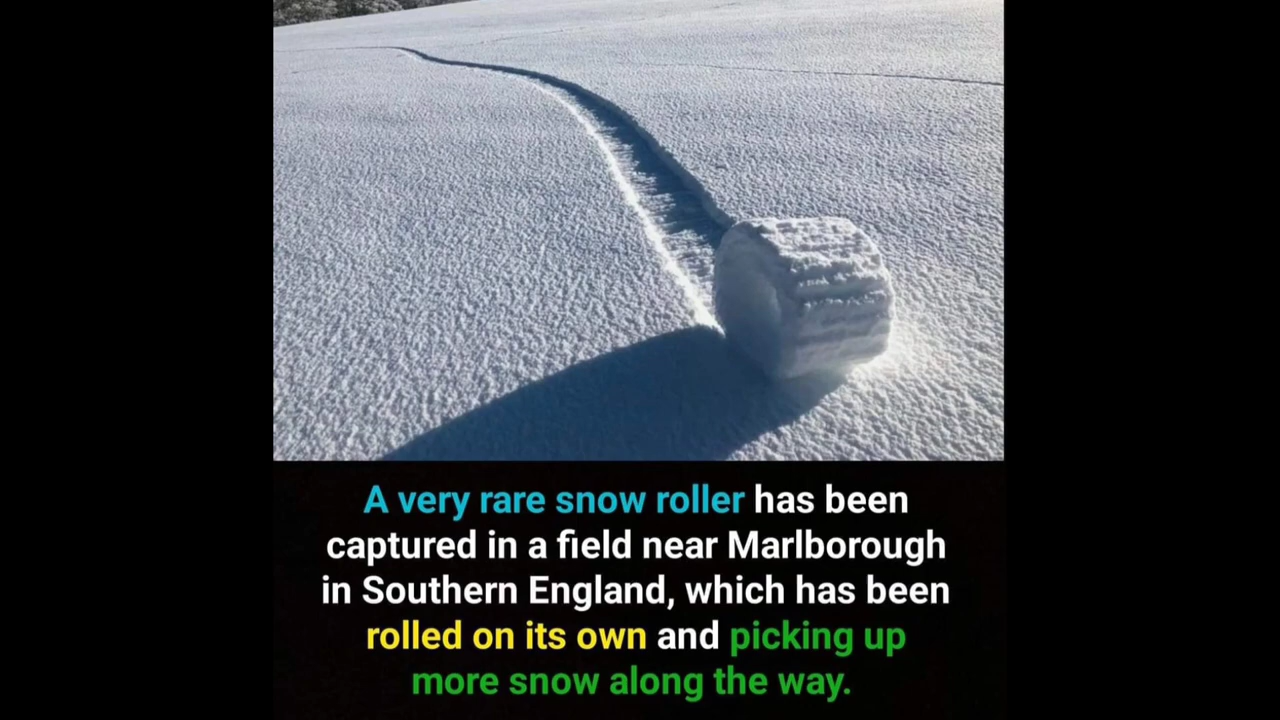 A very rare snow roller has been
captured in a field near Marlborough
in Southern England, which has been
rolled on its own and picking up
more snow along the way.